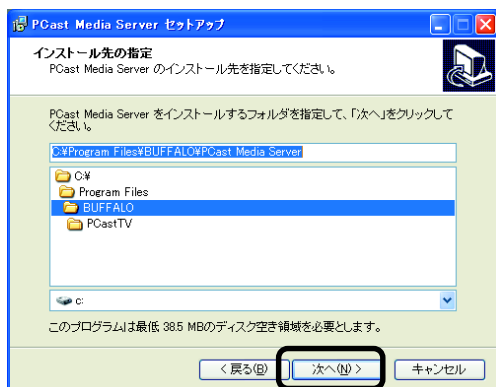 PCast Media Server セットアップ
インストール先の指定
PCast Media Server のインストール先を指定してください。
PCast Media Server をインストールするフォルダを指定して、「次へ」をクリックして
ください。
C:¥Program Files¥BUFFALO¥PCast Media Server
C:¥
Program Files
BUFFALO
PCastTV
c:
このプログラムは最低 38.5 MBのディスク空き領域を必要とします。
< 戻る(B) 次へ(N) > キャンセル